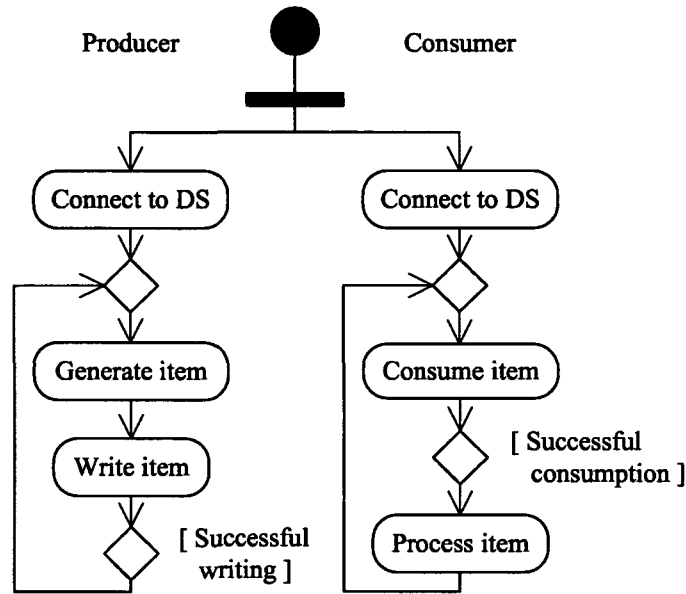 Producer
Consumer
Connect to DS
Connect to DS
Generate item
Consume item
Write item
[ Successful
consumption ]
[ Successful
writing ]
Process item